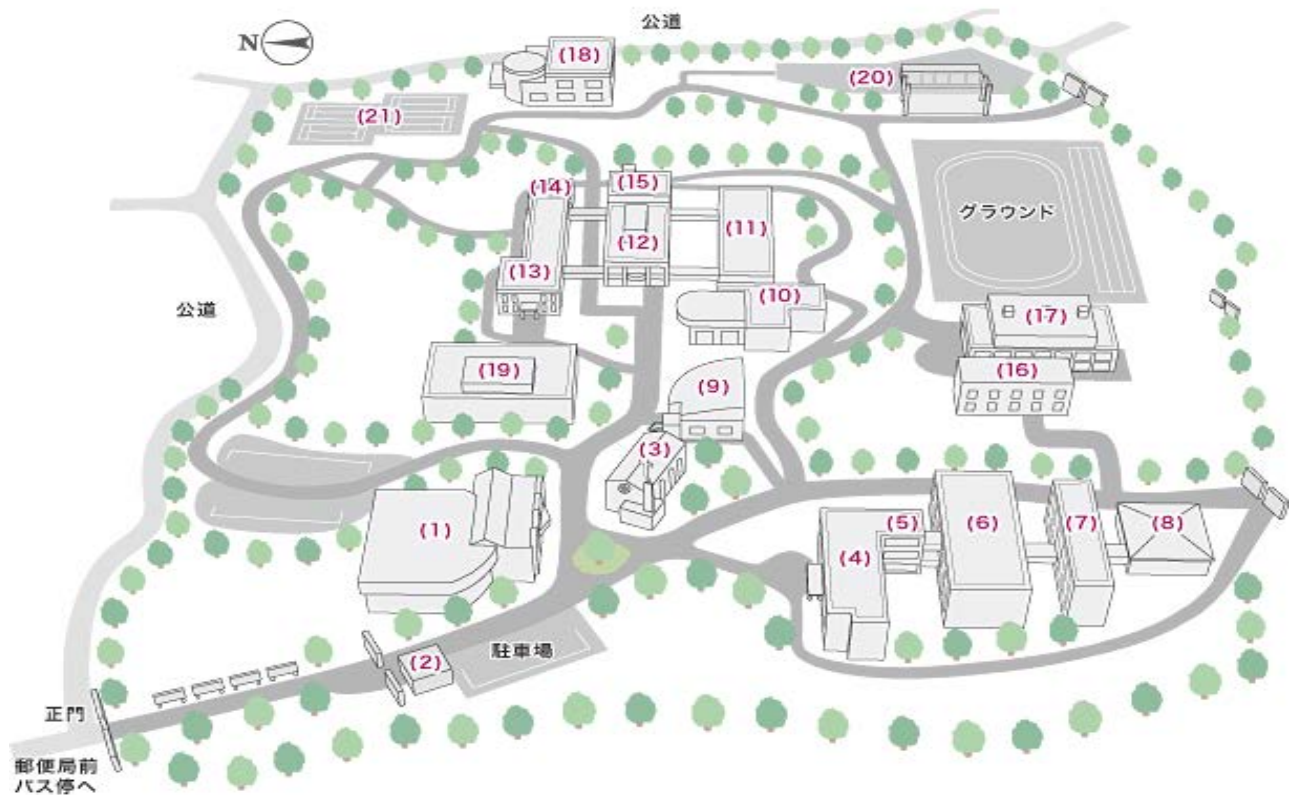 公道
N
(18)
(20)
(21)
(14)
(15)
(12)
(11)
グラウンド
(13)
(10)
公道
(17)
(19)
(9)
(16)
(3)
(1)
(5)
(6)
(7)
(8)
(4)
(2)
駐車場
正門
郵便局前
バス停へ